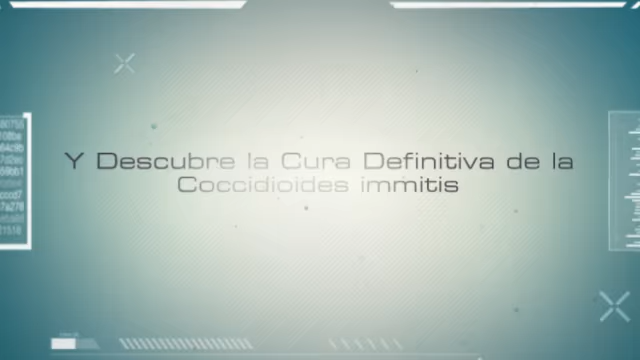 Y Descubre la Cura Definitiva de la
Coccidioides immitis